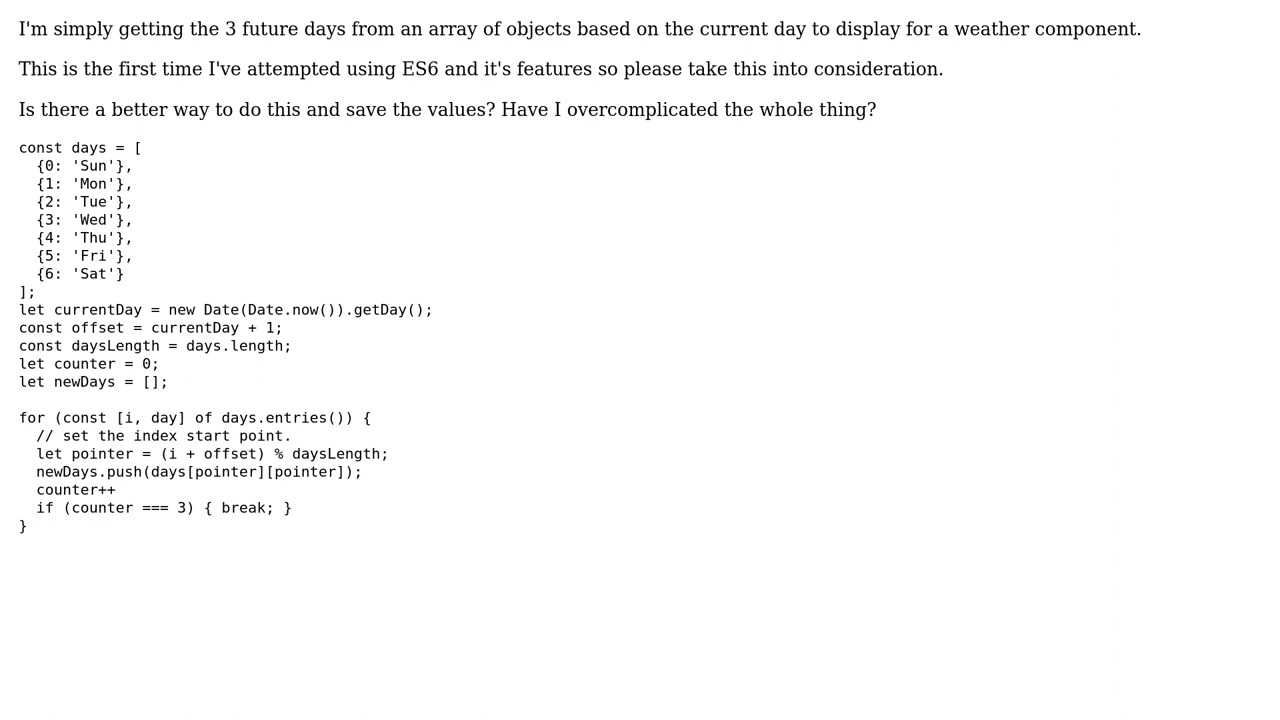 I'm simply getting the 3 future days from an array of objects based on the current day to display for a weather component.
This is the first time I've attempted using ES6 and it's features so please take this into consideration.
Is there a better way to do this and save the values? Have I overcomplicated the whole thing?
const days = [
  {0: 'Sun'},
  {1: 'Mon'},
  {2: 'Tue'},
  {3: 'Wed'},
  {4: 'Thu'},
  {5: 'Fri'},
  {6: 'Sat'}
];
let currentDay = new Date(Date.now()).getDay();
const offset = currentDay + 1;
const daysLength = days.length;
let counter = 0;
let newDays = [];

for (const [i, day] of days.entries()) {
  // set the index start point.
  let pointer = (i + offset) % daysLength;
  newDays.push(days[pointer][pointer]);
  counter++
  if (counter === 3) { break; }
}